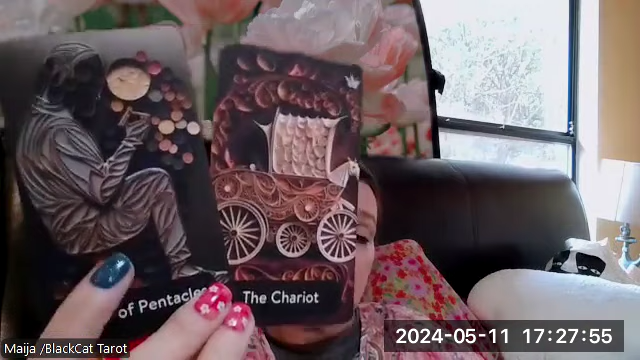 of Pentacles
The Chariot
2024-05-11 17:27:55
Maija /BlackCat Tarot